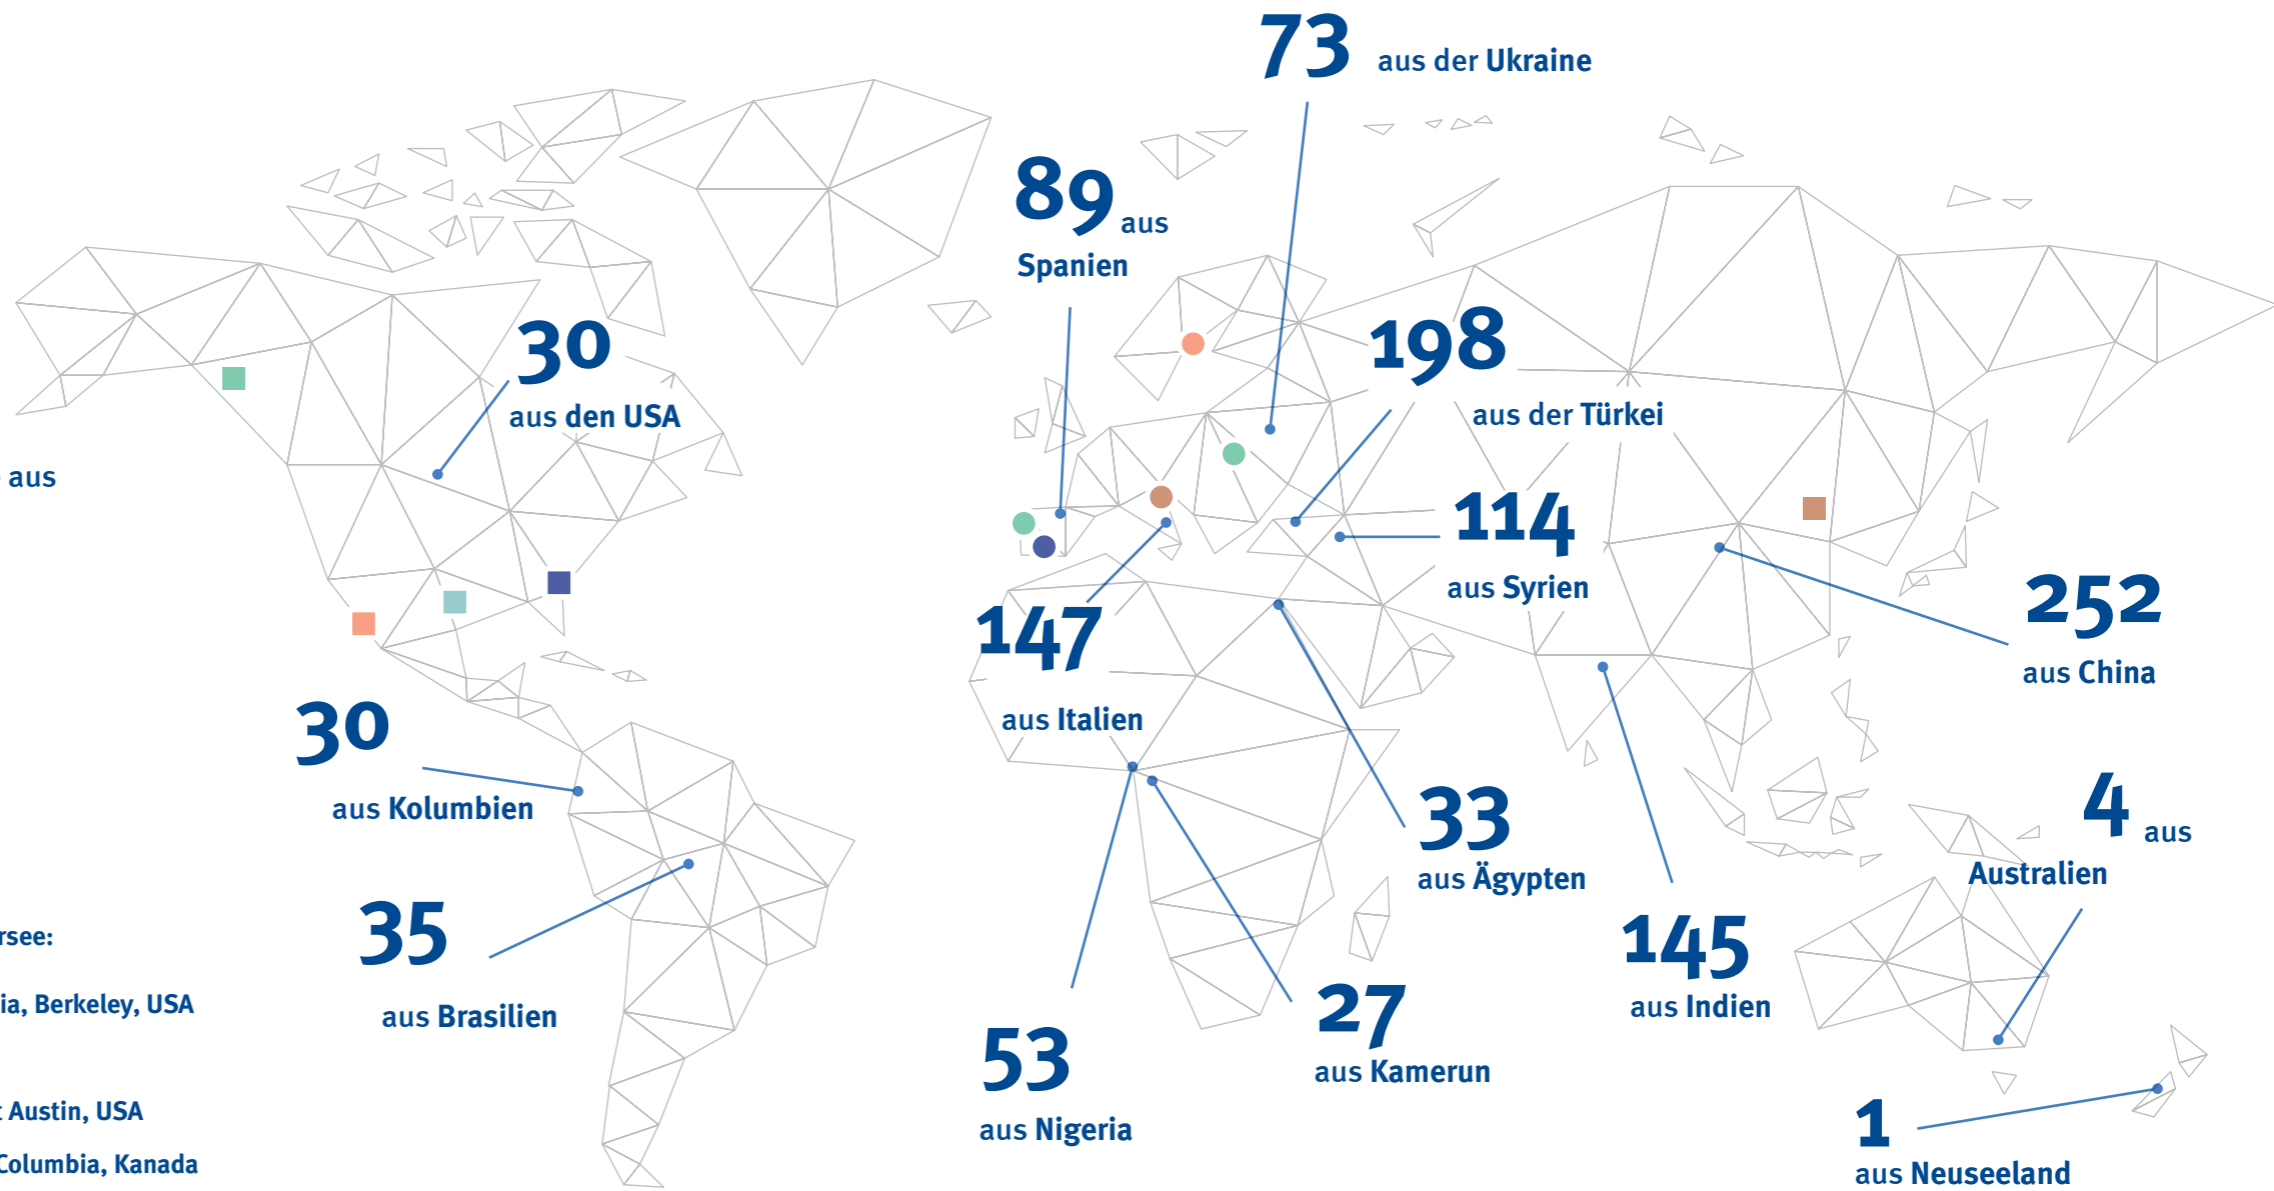 73 aus der Ukraine
89 aus
Spanien
30
aus den USA
198
aus der Türkei
aus
114
aus Syrien
147
aus Italien
252
aus China
30
aus Kolumbien
33
aus Ägypten
4 aus
Australien
35
aus Brasilien
145
aus Indien
27
aus Kamerun
53
aus Nigeria
1
aus Neuseeland
Berkeley, USA
Austin, USA
Columbia, Kanada